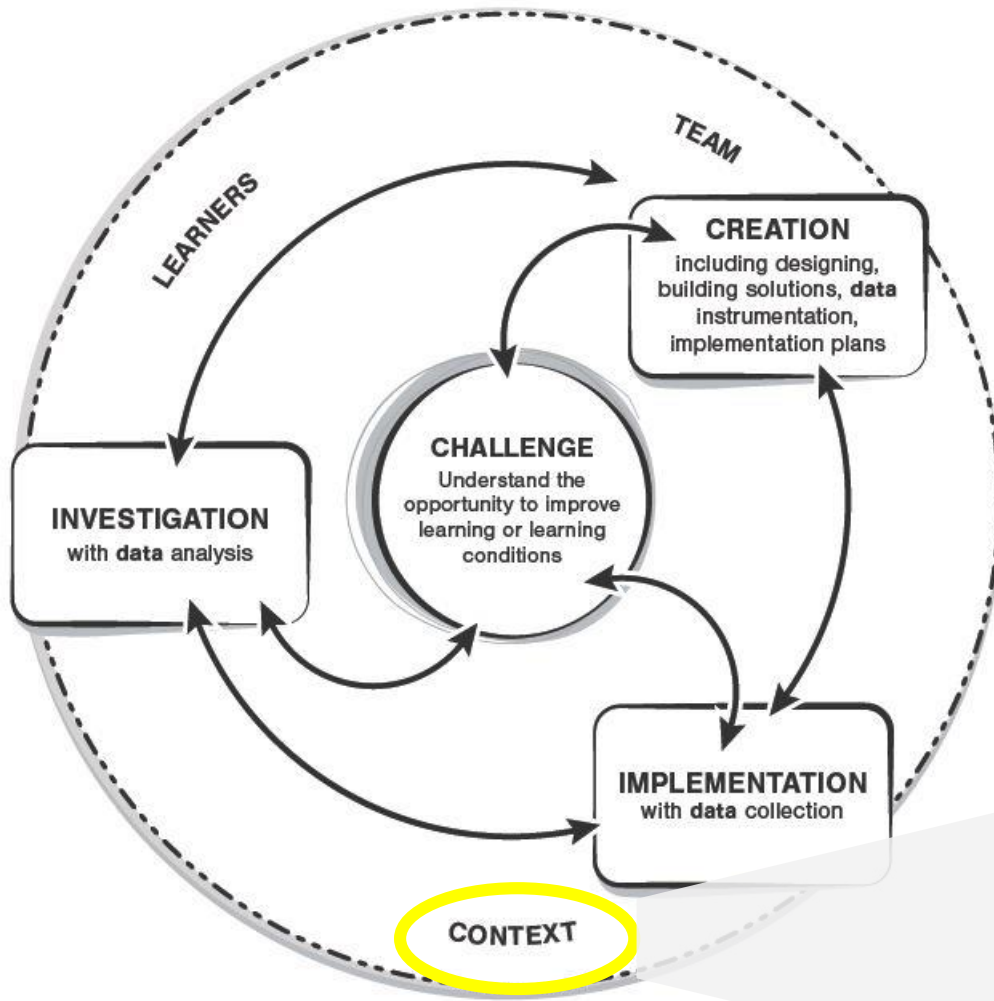 TEAM
LEARNERS
CREATION
including designing,
building solutions, data
instrumentation,
implementation plans
CHALLENGE
Understand the
opportunity to improve
learning or learning
conditions
INVESTIGATION
with data analysis
IMPLEMENTATION
with data collection
CONTEXT